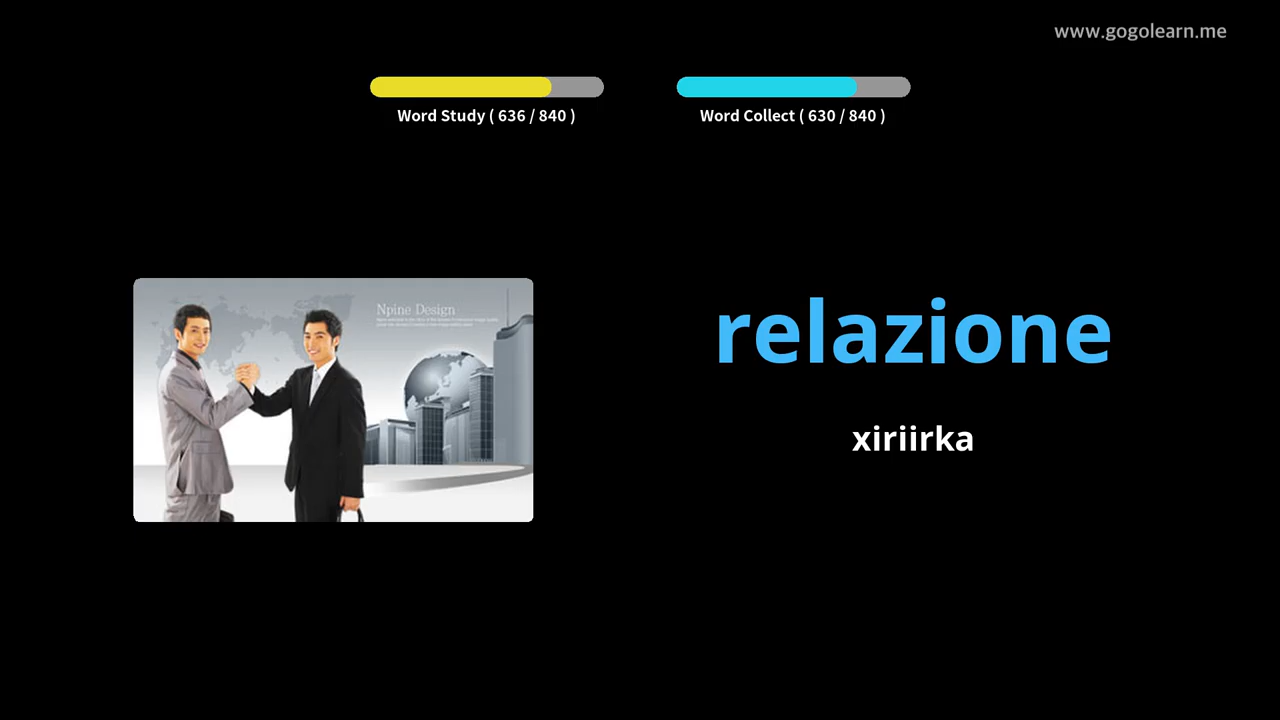 www.gogolearn.me
Word Study ( 636 / 840 )
Word Collect ( 630 / 840 )
Npine Design
relazione
xiriirka